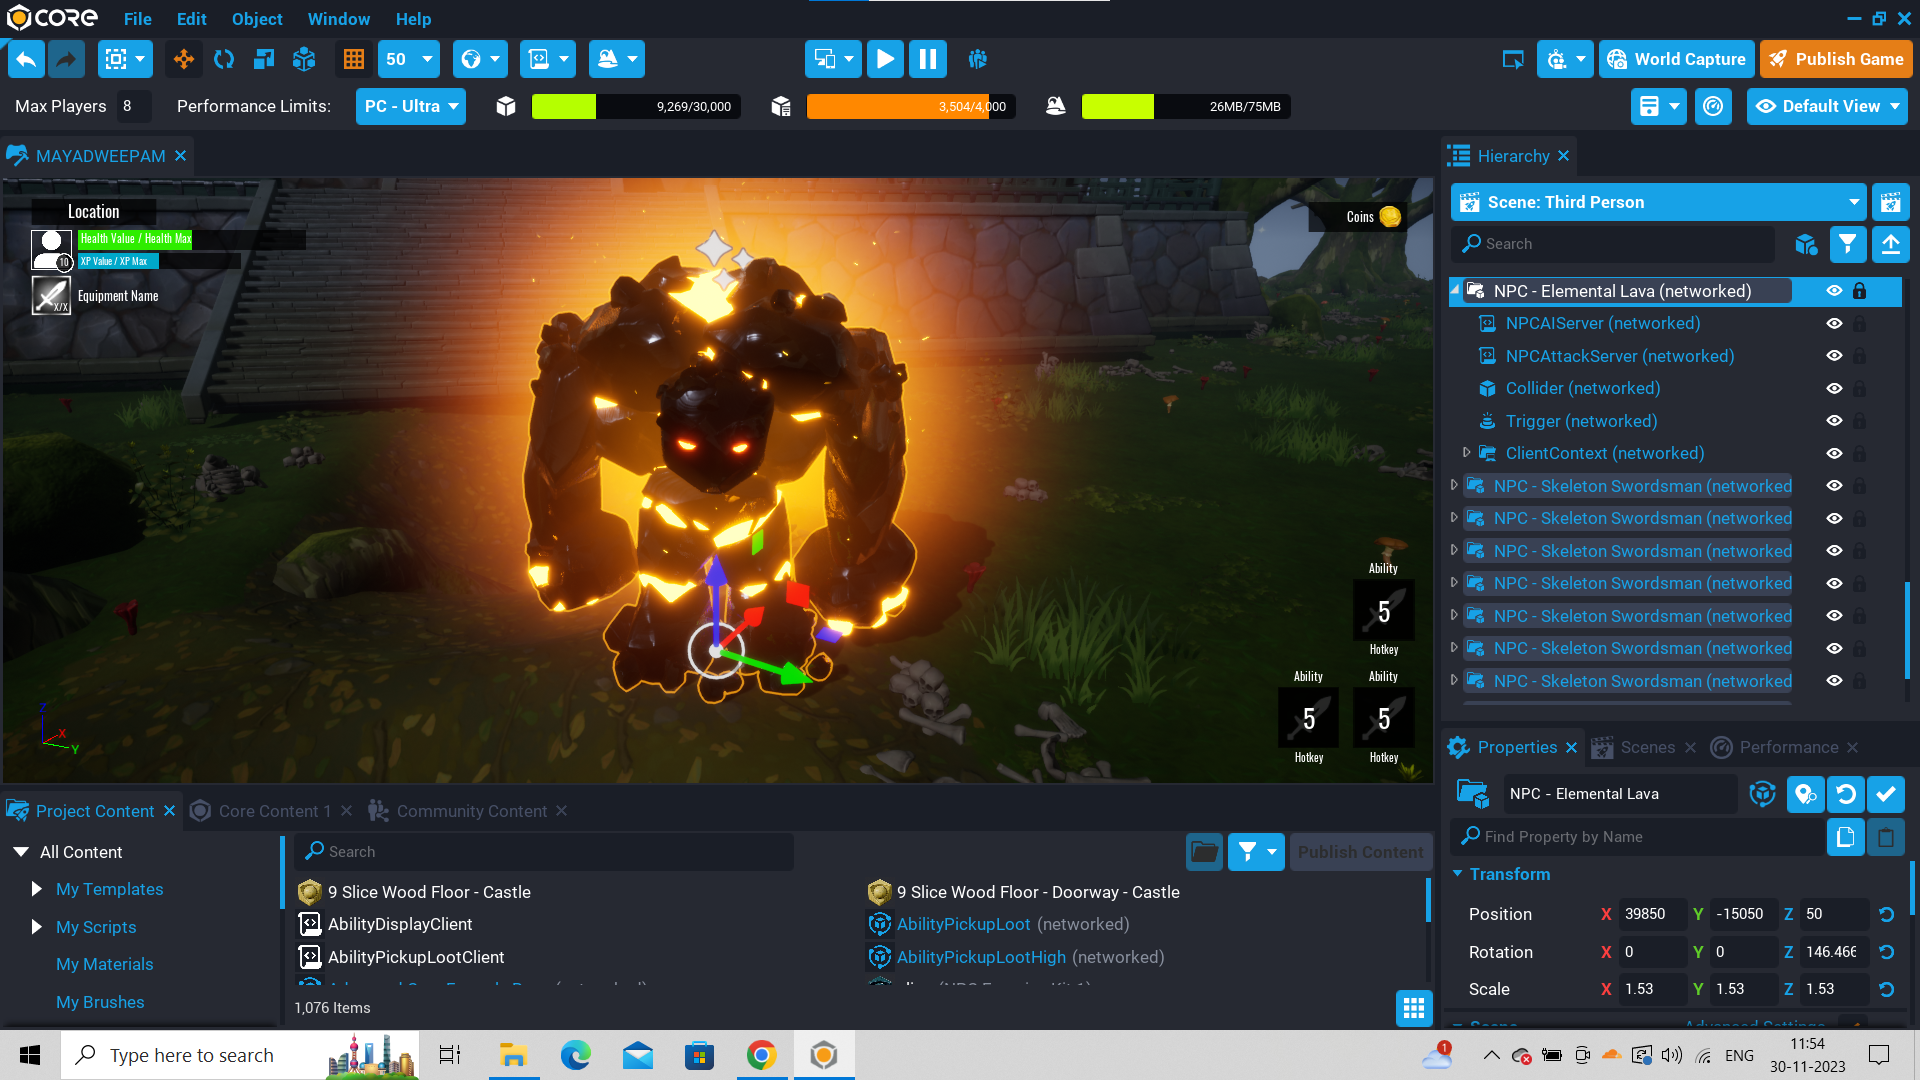 CORE File Edit Object Window Help
50 World Capture Publish Game
Max Players 8 Performance Limits: PC - Ultra 9,269/30,000 3,504/4,000 26MB/75MB Default View
MAYADWEEPAM
Location
Health Value / Health Max
10 XP Value / XP Max
X/X Equipment Name
Coins
Ability
5
Hotkey
Ability Ability
5 5
Hotkey Hotkey
Z X Y
Hierarchy
Scene: Third Person
Search
NPC - Elemental Lava (networked)
NPCAIServer (networked)
NPCAttackServer (networked)
Collider (networked)
Trigger (networked)
ClientContext (networked)
NPC - Skeleton Swordsman (networked
NPC - Skeleton Swordsman (networked
NPC - Skeleton Swordsman (networked
NPC - Skeleton Swordsman (networked
NPC - Skeleton Swordsman (networked
NPC - Skeleton Swordsman (networked
NPC - Skeleton Swordsman (networked
Properties Scenes Performance
NPC - Elemental Lava
Find Property by Name
Transform
Position X 39850 Y -15050 Z 50
Rotation X 0 Y 0 Z 146.466
Scale X 1.53 Y 1.53 Z 1.53
Project Content Core Content 1 Community Content
All Content
My Templates
My Scripts
My Materials
My Brushes
Search Publish Content
9 Slice Wood Floor - Castle 9 Slice Wood Floor - Doorway - Castle
AbilityDisplayClient AbilityPickupLoot (networked)
AbilityPickupLootClient AbilityPickupLootHigh (networked)
1,076 Items
Type here to search 1 ENG 11:54
30-11-2023